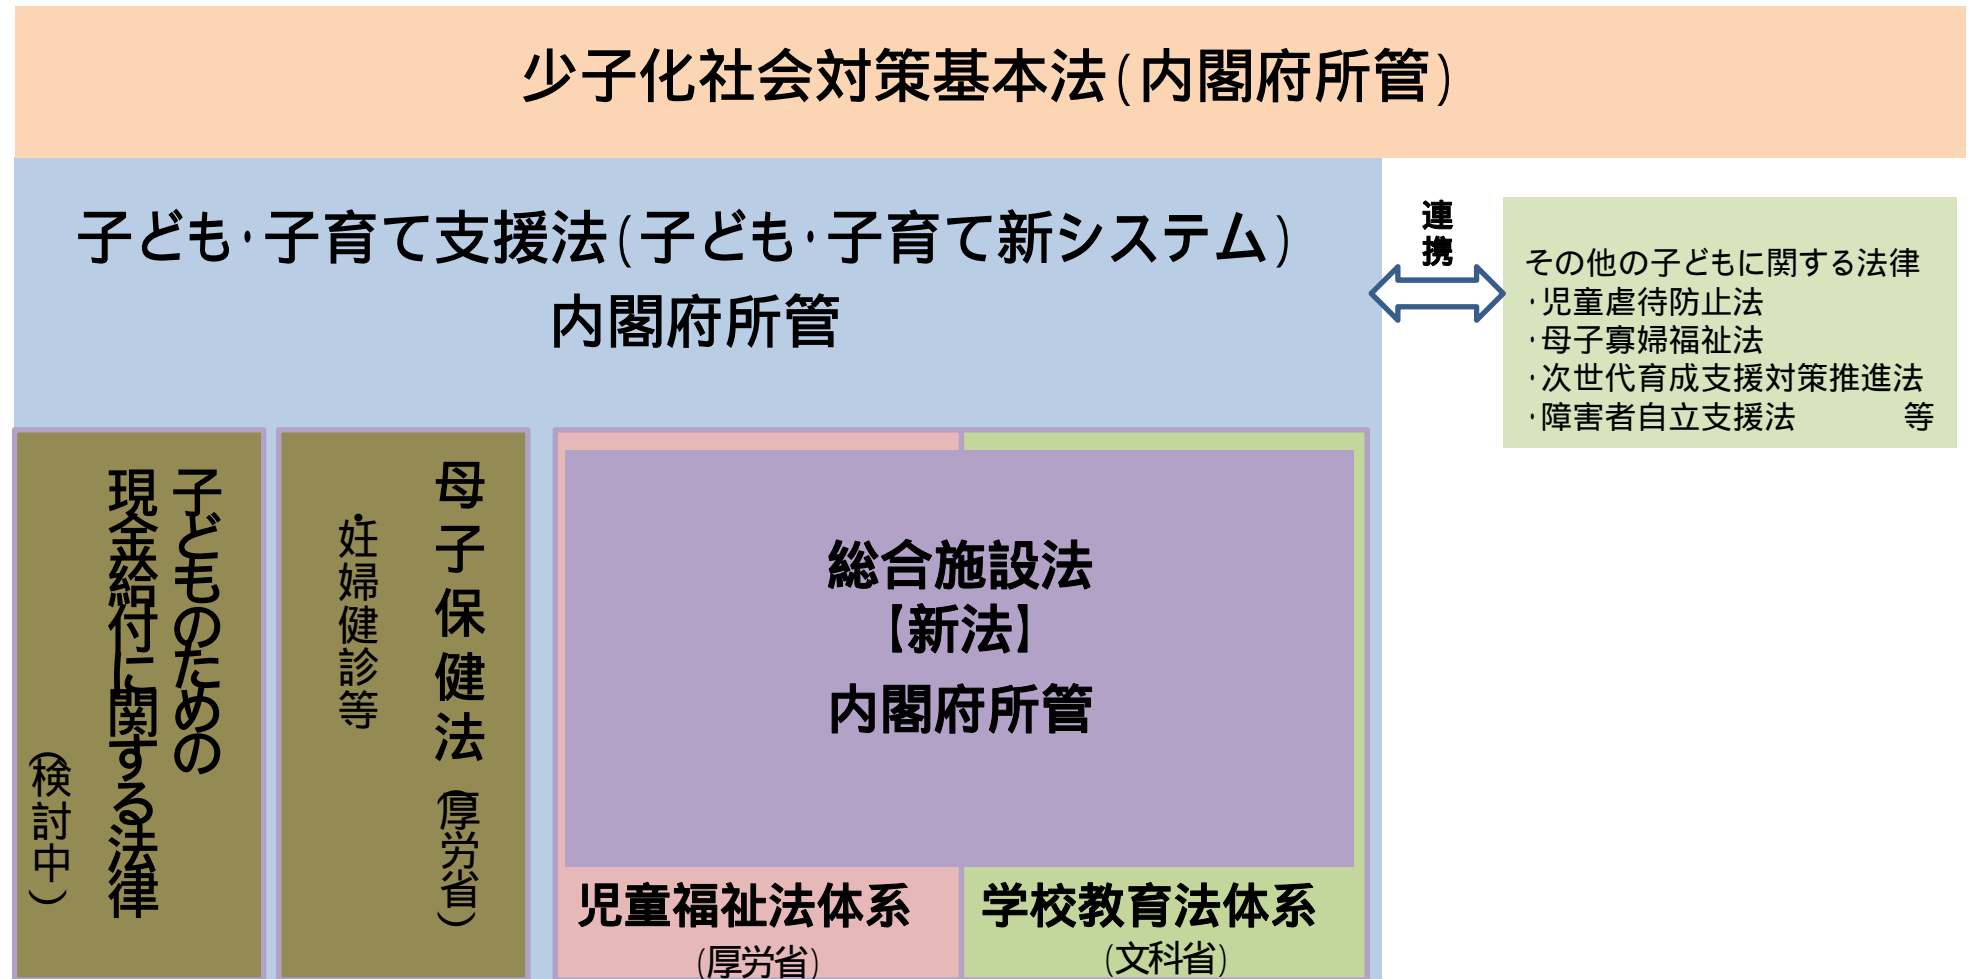 少子化社会対策基本法(内閣府所管)
子ども・子育て支援法(子ども・子育て新システム)
内閣府所管
連携
その他の子どもに関する法律
・児童虐待防止法
・母子寡婦福祉法
・次世代育成支援対策推進法
・障害者自立支援法 等
子どものための
現金給付に関する法律
(検討中)
母子保健法(厚労省)
・妊婦健診等
総合施設法
【新法】
内閣府所管
児童福祉法体系
(厚労省)
学校教育法体系
(文科省)